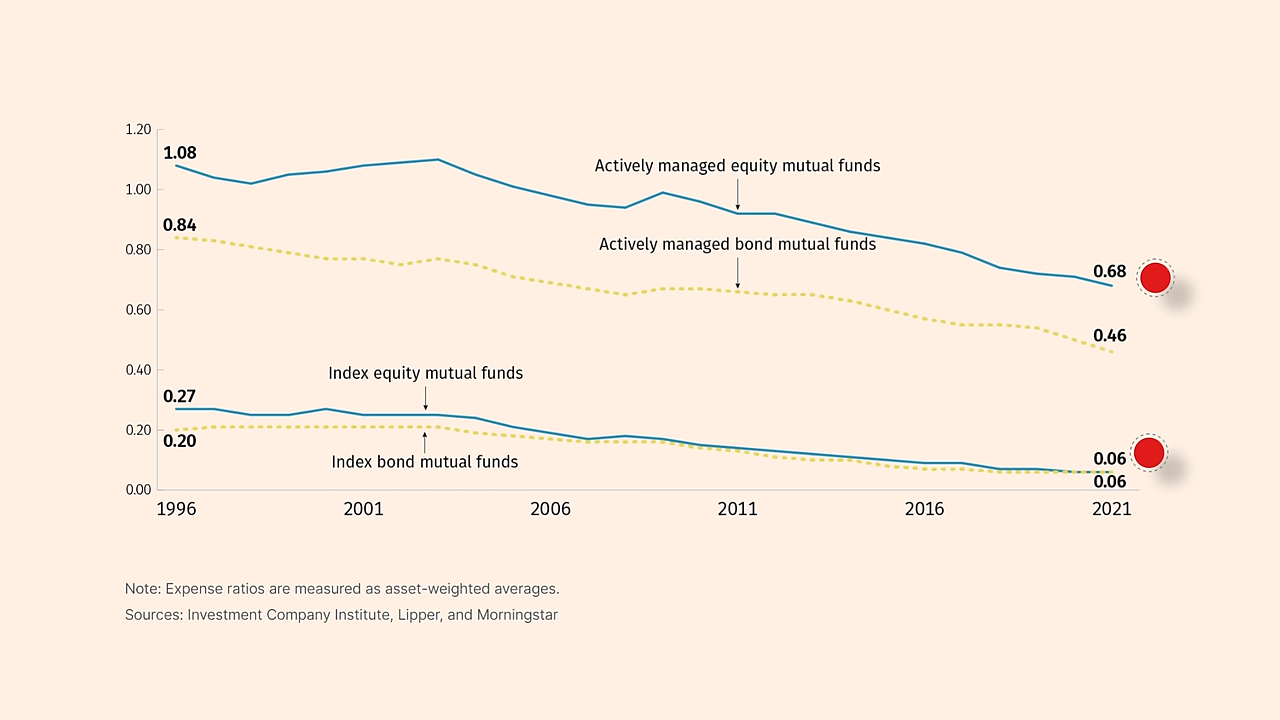 1.20
1.08
Actively managed equity mutual funds
1.00
0.84
Actively managed bond mutual funds
0.80
0.68
0.60
0.46
0.40
Index equity mutual funds
0.27
0.20
0.20
Index bond mutual funds
0.06
0.06
0.00
1996 2001 2006 2011 2016 2021
Note: Expense ratios are measured as asset-weighted averages.
Sources: Investment Company Institute, Lipper, and Morningstar